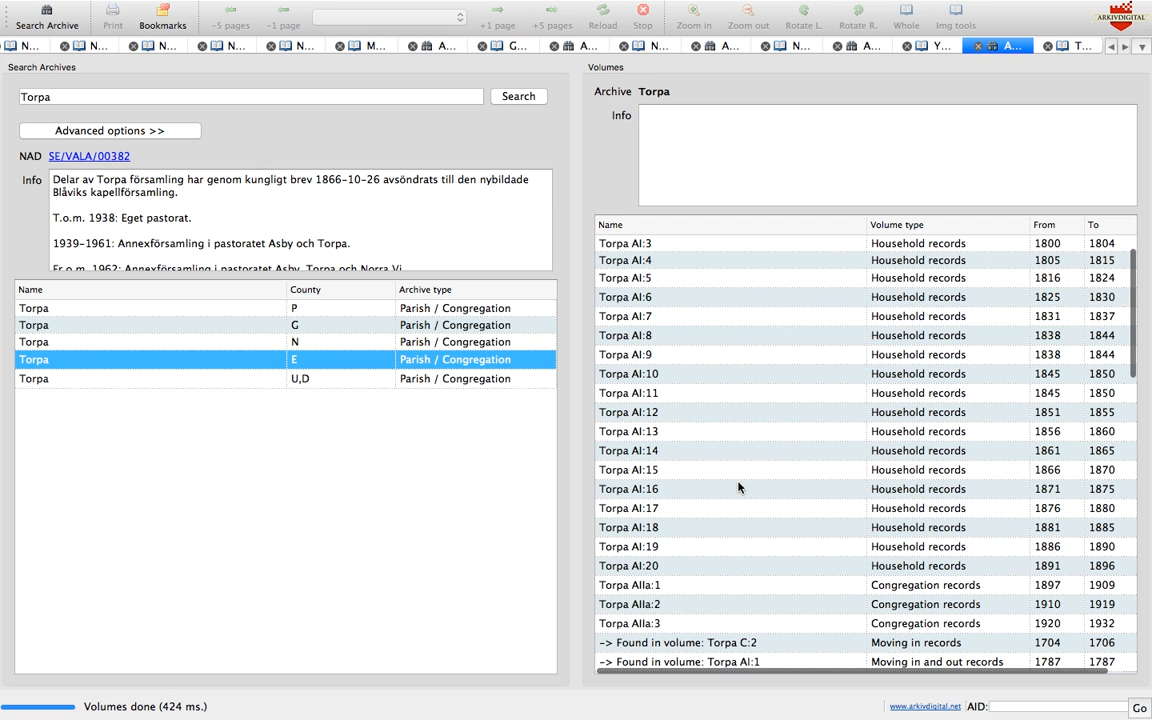 Search Archive
Print
Bookmarks
-5 pages
-1 page
+1 page
+5 pages
Reload
Stop
Zoom in
Zoom out
Rotate L.
Rotate R.
Whole
Img tools
ARKIVDIGITAL
N... N... N... N... N... M... A... G... A... N... A... N... A... Y... A... T...
Search Archives
Torpa
Search
Advanced options >>
NAD SE/VALA/00382
Info
Delar av Torpa församling har genom kungligt brev 1866-10-26 avsöndrats till den nybildade
Blåviks kapellförsamling.
T.o.m. 1938: Eget pastorat.
1939-1961: Annexförsamling i pastoratet Asby och Torpa.
Fr.o.m. 1962: Annexförsamling i pastoratet Asby, Torpa och Norra Vi
Name County Archive type
Torpa P Parish / Congregation
Torpa G Parish / Congregation
Torpa N Parish / Congregation
Torpa E Parish / Congregation
Torpa U,D Parish / Congregation
Volumes
Archive Torpa
Info
Name Volume type From To
Torpa AI:3 Household records 1800 1804
Torpa AI:4 Household records 1805 1815
Torpa AI:5 Household records 1816 1824
Torpa AI:6 Household records 1825 1830
Torpa AI:7 Household records 1831 1837
Torpa AI:8 Household records 1838 1844
Torpa AI:9 Household records 1838 1844
Torpa AI:10 Household records 1845 1850
Torpa AI:11 Household records 1845 1850
Torpa AI:12 Household records 1851 1855
Torpa AI:13 Household records 1856 1860
Torpa AI:14 Household records 1861 1865
Torpa AI:15 Household records 1866 1870
Torpa AI:16 Household records 1871 1875
Torpa AI:17 Household records 1876 1880
Torpa AI:18 Household records 1881 1885
Torpa AI:19 Household records 1886 1890
Torpa AI:20 Household records 1891 1896
Torpa AIIa:1 Congregation records 1897 1909
Torpa AIIa:2 Congregation records 1910 1919
Torpa AIIa:3 Congregation records 1920 1932
-> Found in volume: Torpa C:2 Moving in records 1704 1706
-> Found in volume: Torpa AI:1 Moving in and out records 1787 1787
Volumes done (424 ms.)
www.arkivdigital.net AID: Go